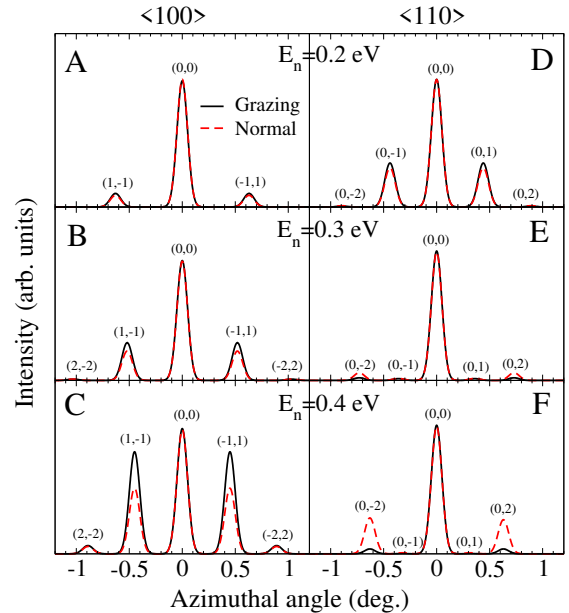 <100>
<110>
A
E_n=0.2 eV
D
(0,0)
(0,0)
Grazing
Normal
(1,-1)
(-1,1)
(0,-1)
(0,1)
(0,-2)
(0,2)
B
E_n=0.3 eV
E
(0,0)
(0,0)
(1,-1)
(-1,1)
(2,-2)
(-2,2)
(0,-2)
(0,-1)
(0,1)
(0,2)
C
E_n=0.4 eV
F
(0,0)
(0,0)
(1,-1)
(-1,1)
(2,-2)
(-2,2)
(0,-2)
(0,2)
(0,-1)
(0,1)
Intensity (arb. units)
-1 -0.5 0 0.5 1
-1 -0.5 0 0.5 1
Azimuthal angle (deg.)